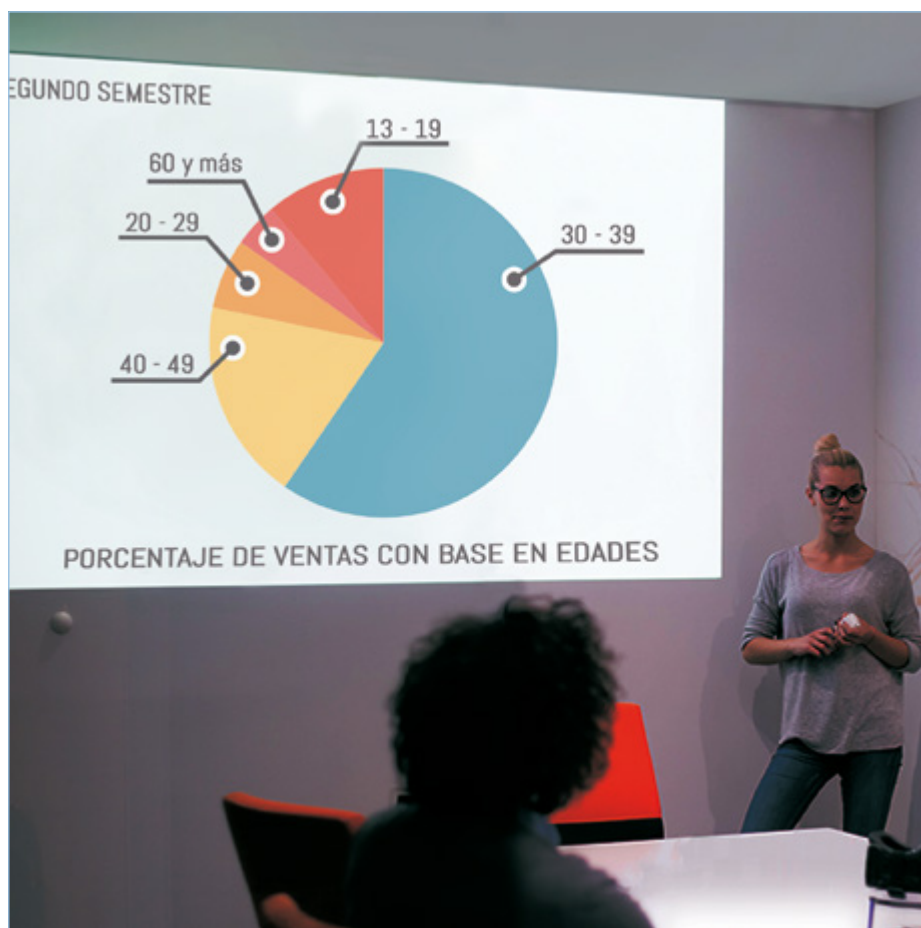 EGUNDO SEMESTRE
13 - 19
60 y más
20 - 29
30 - 39
40 - 49
PORCENTAJE DE VENTAS CON BASE EN EDADES